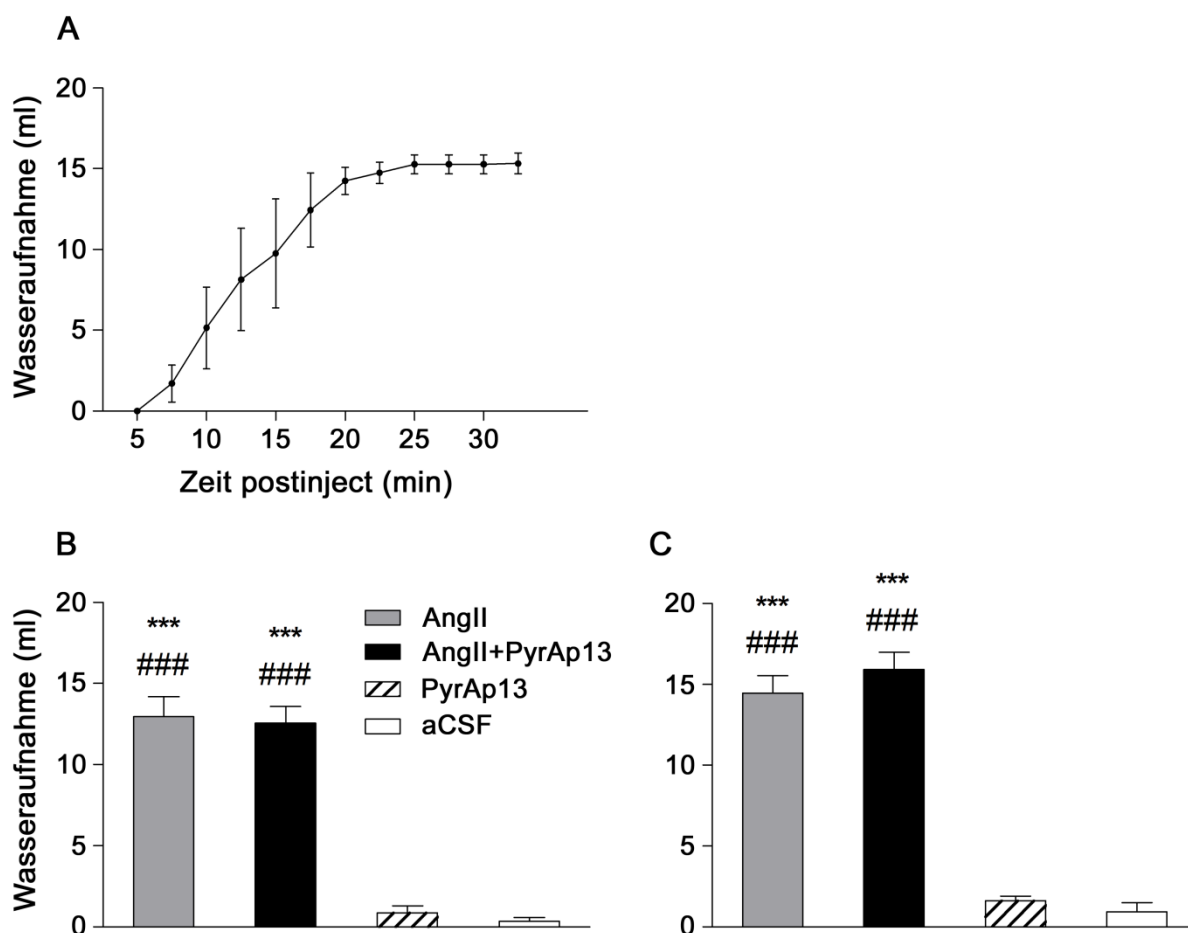 A
Wasseraufnahme (ml)
20
15
10
5
0
5 10 15 20 25 30
Zeit postinject (min)
B
Wasseraufnahme (ml)
20
15
10
5
0
*** ***
### ###
AngII
AngII+PyrAp13
PyrAp13
aCSF
C
20
15
10
5
0
*** ***
### ###